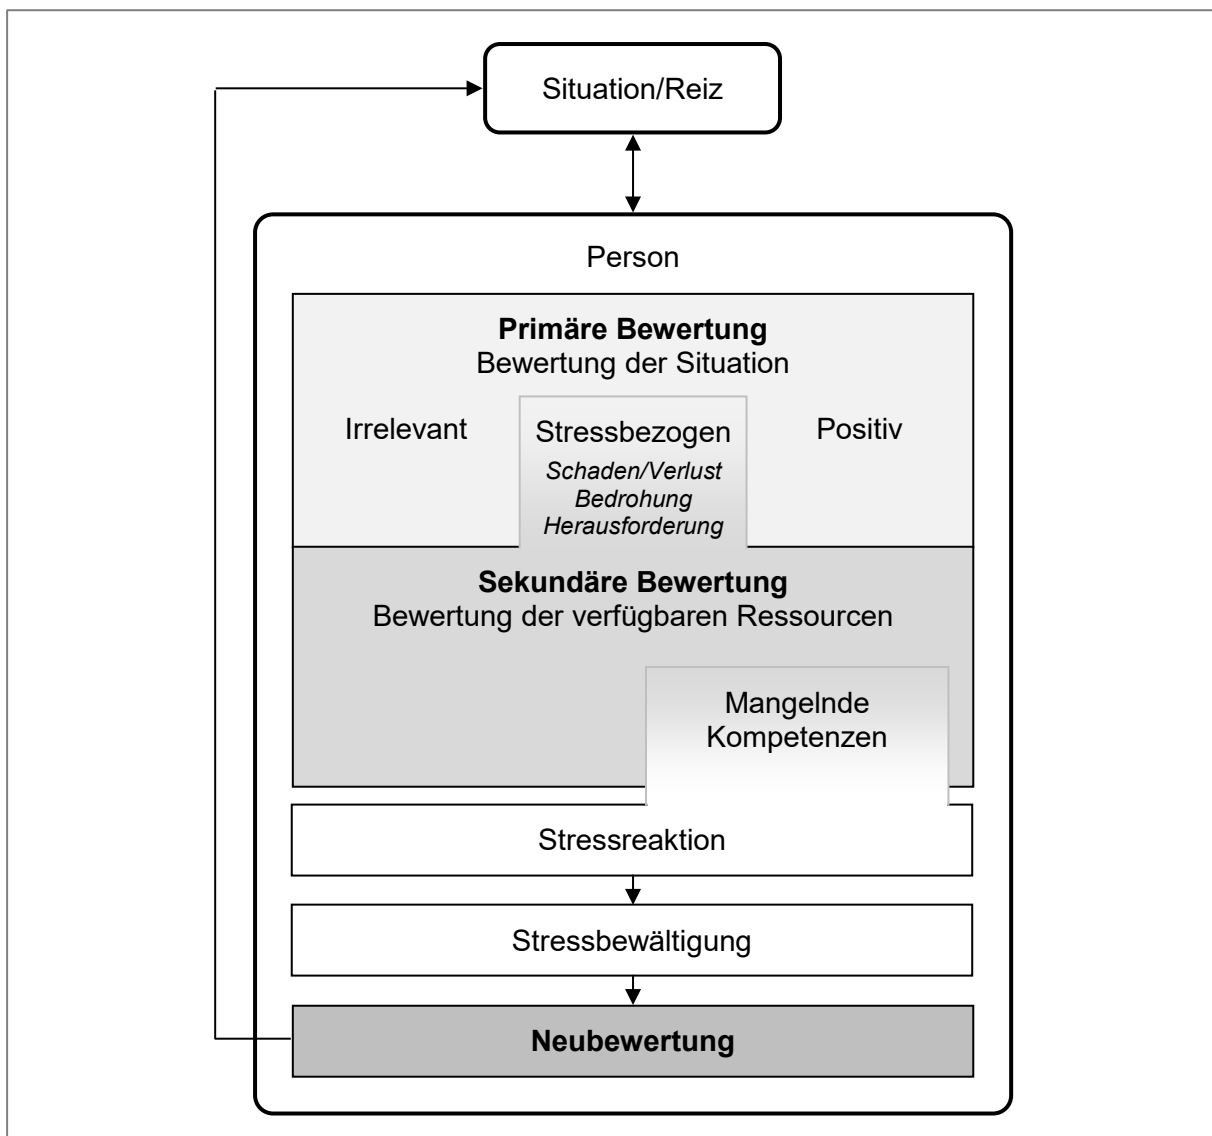 Situation/Reiz
Person
Primäre Bewertung
Bewertung der Situation
Irrelevant
Stressbezogen
Positiv
Schaden/Verlust
Bedrohung
Herausforderung
Sekundäre Bewertung
Bewertung der verfügbaren Ressourcen
Mangelnde
Kompetenzen
Stressreaktion
Stressbewältigung
Neubewertung